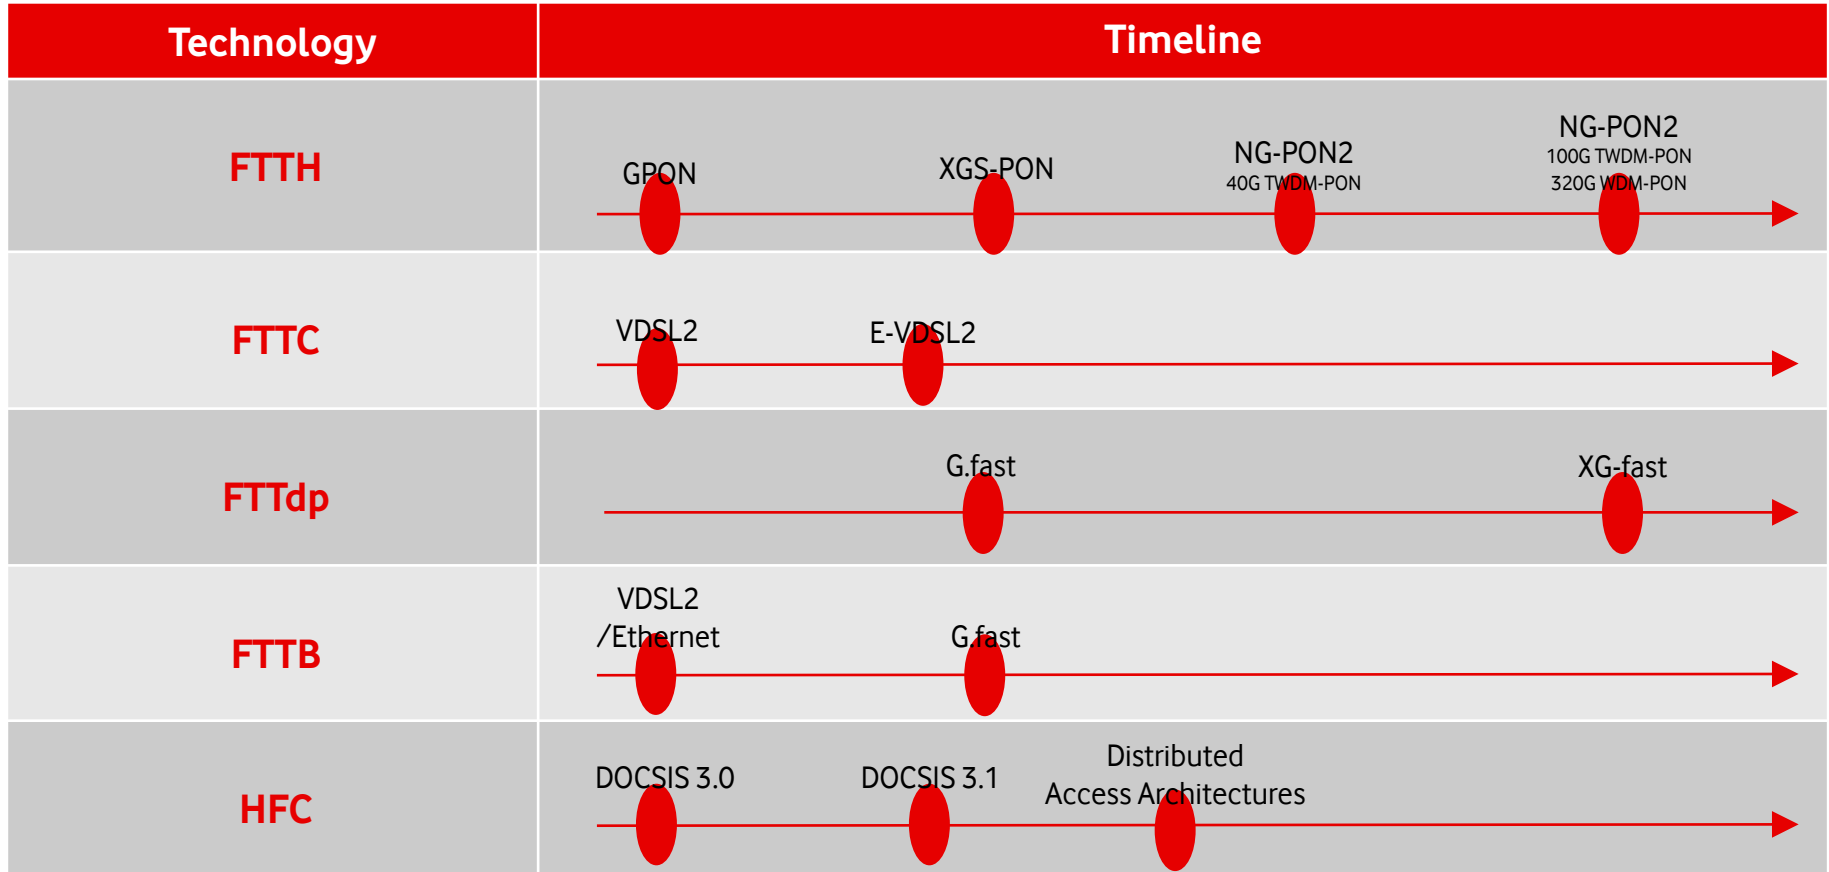 Technology
Timeline
FTTH
GPON
XGS-PON
NG-PON2
40G TWDM-PON
NG-PON2
100G TWDM-PON
320G WDM-PON
FTTC
VDSL2
E-VDSL2
FTTdp
G.fast
XG-fast
FTTB
VDSL2
/Ethernet
G.fast
HFC
DOCSIS 3.0
DOCSIS 3.1
Distributed
Access Architectures